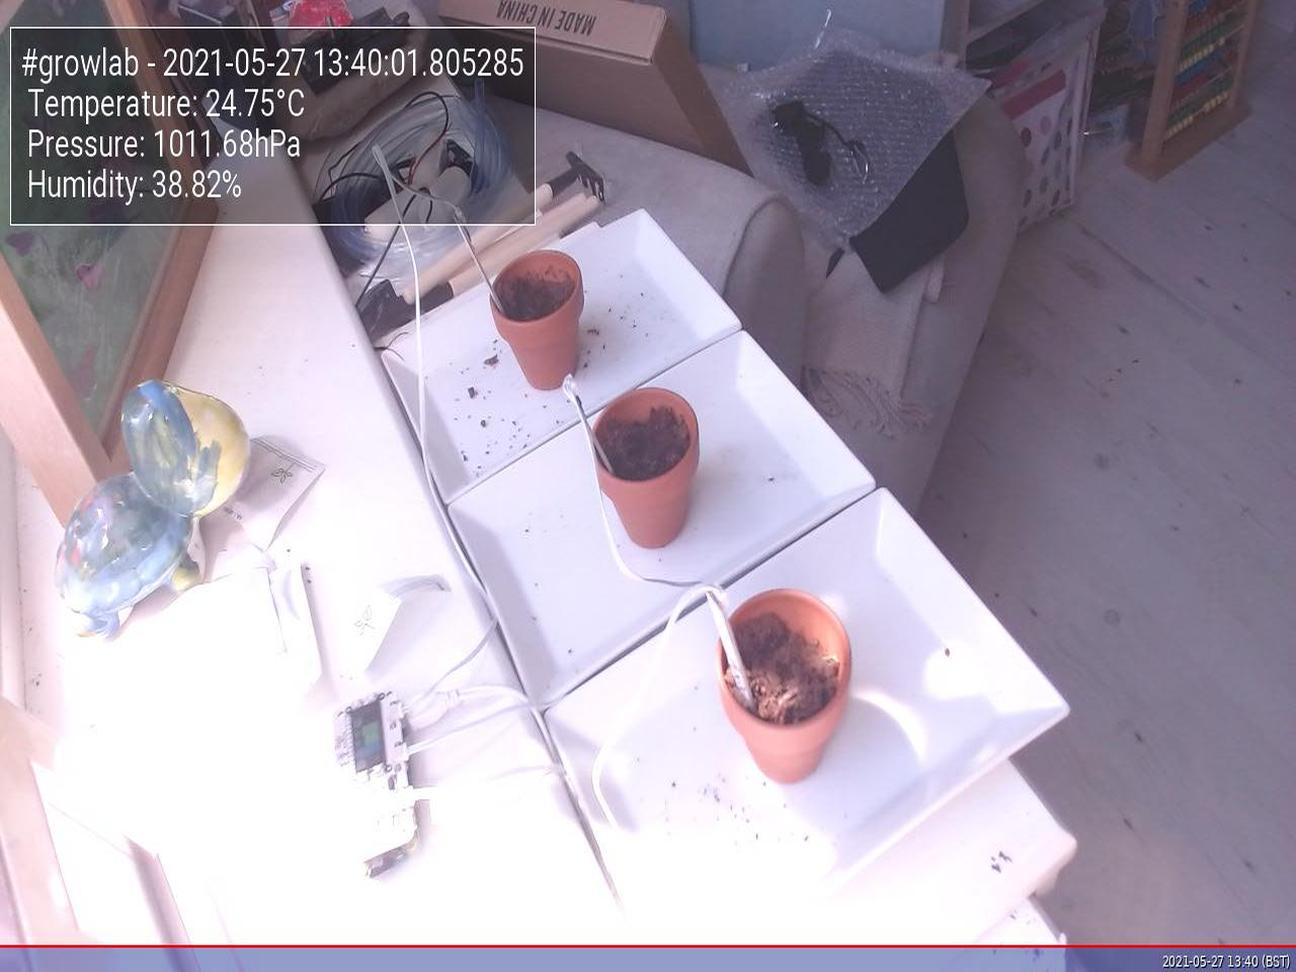 MADE IN CHINA
#growlab - 2021-05-27 13:40:01.805285
Temperature: 24.75°C
Pressure: 1011.68hPa
Humidity: 38.82%
2021-05-27 13:40 (BST)